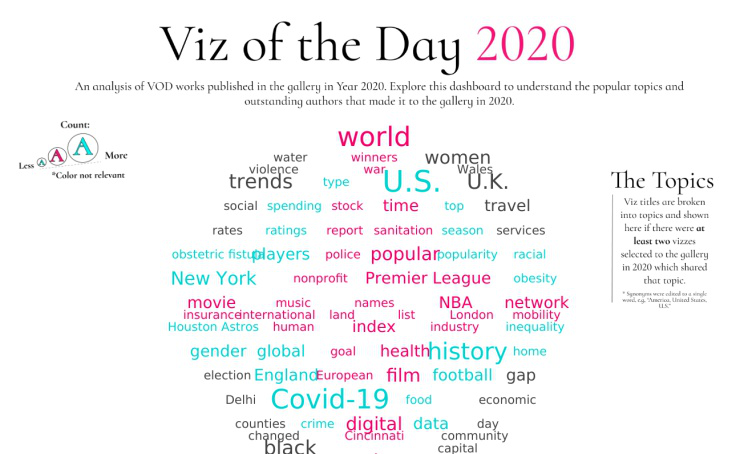 Viz of the Day 2020
An analysis of VOD works published in the gallery in Year 2020. Explore this dashboard to understand the popular topics and
outstanding authors that made it to the gallery in 2020.
Count:
Less A A A More
*Color not relevant
The Topics
Viz titles are broken
into topics and shown
here if there were at
least two vizzes
selected to the gallery
in 2020 which shared
that topic.
* Synonyms were edited to a single
word, e.g. "America, United States,
U.S."
world
water winners women
violence war Wales
trends type U.S. U.K.
social spending stock time top travel
rates ratings report sanitation season services
obstetric fistula players police popular popularity racial
New York nonprofit Premier League obesity
movie music names NBA network
insurance international land list London mobility
Houston Astros human index industry inequality
gender global goal health history home
election England European film football gap
Delhi Covid-19 food economic
counties crime digital data day
changed Cincinnati community
black capital